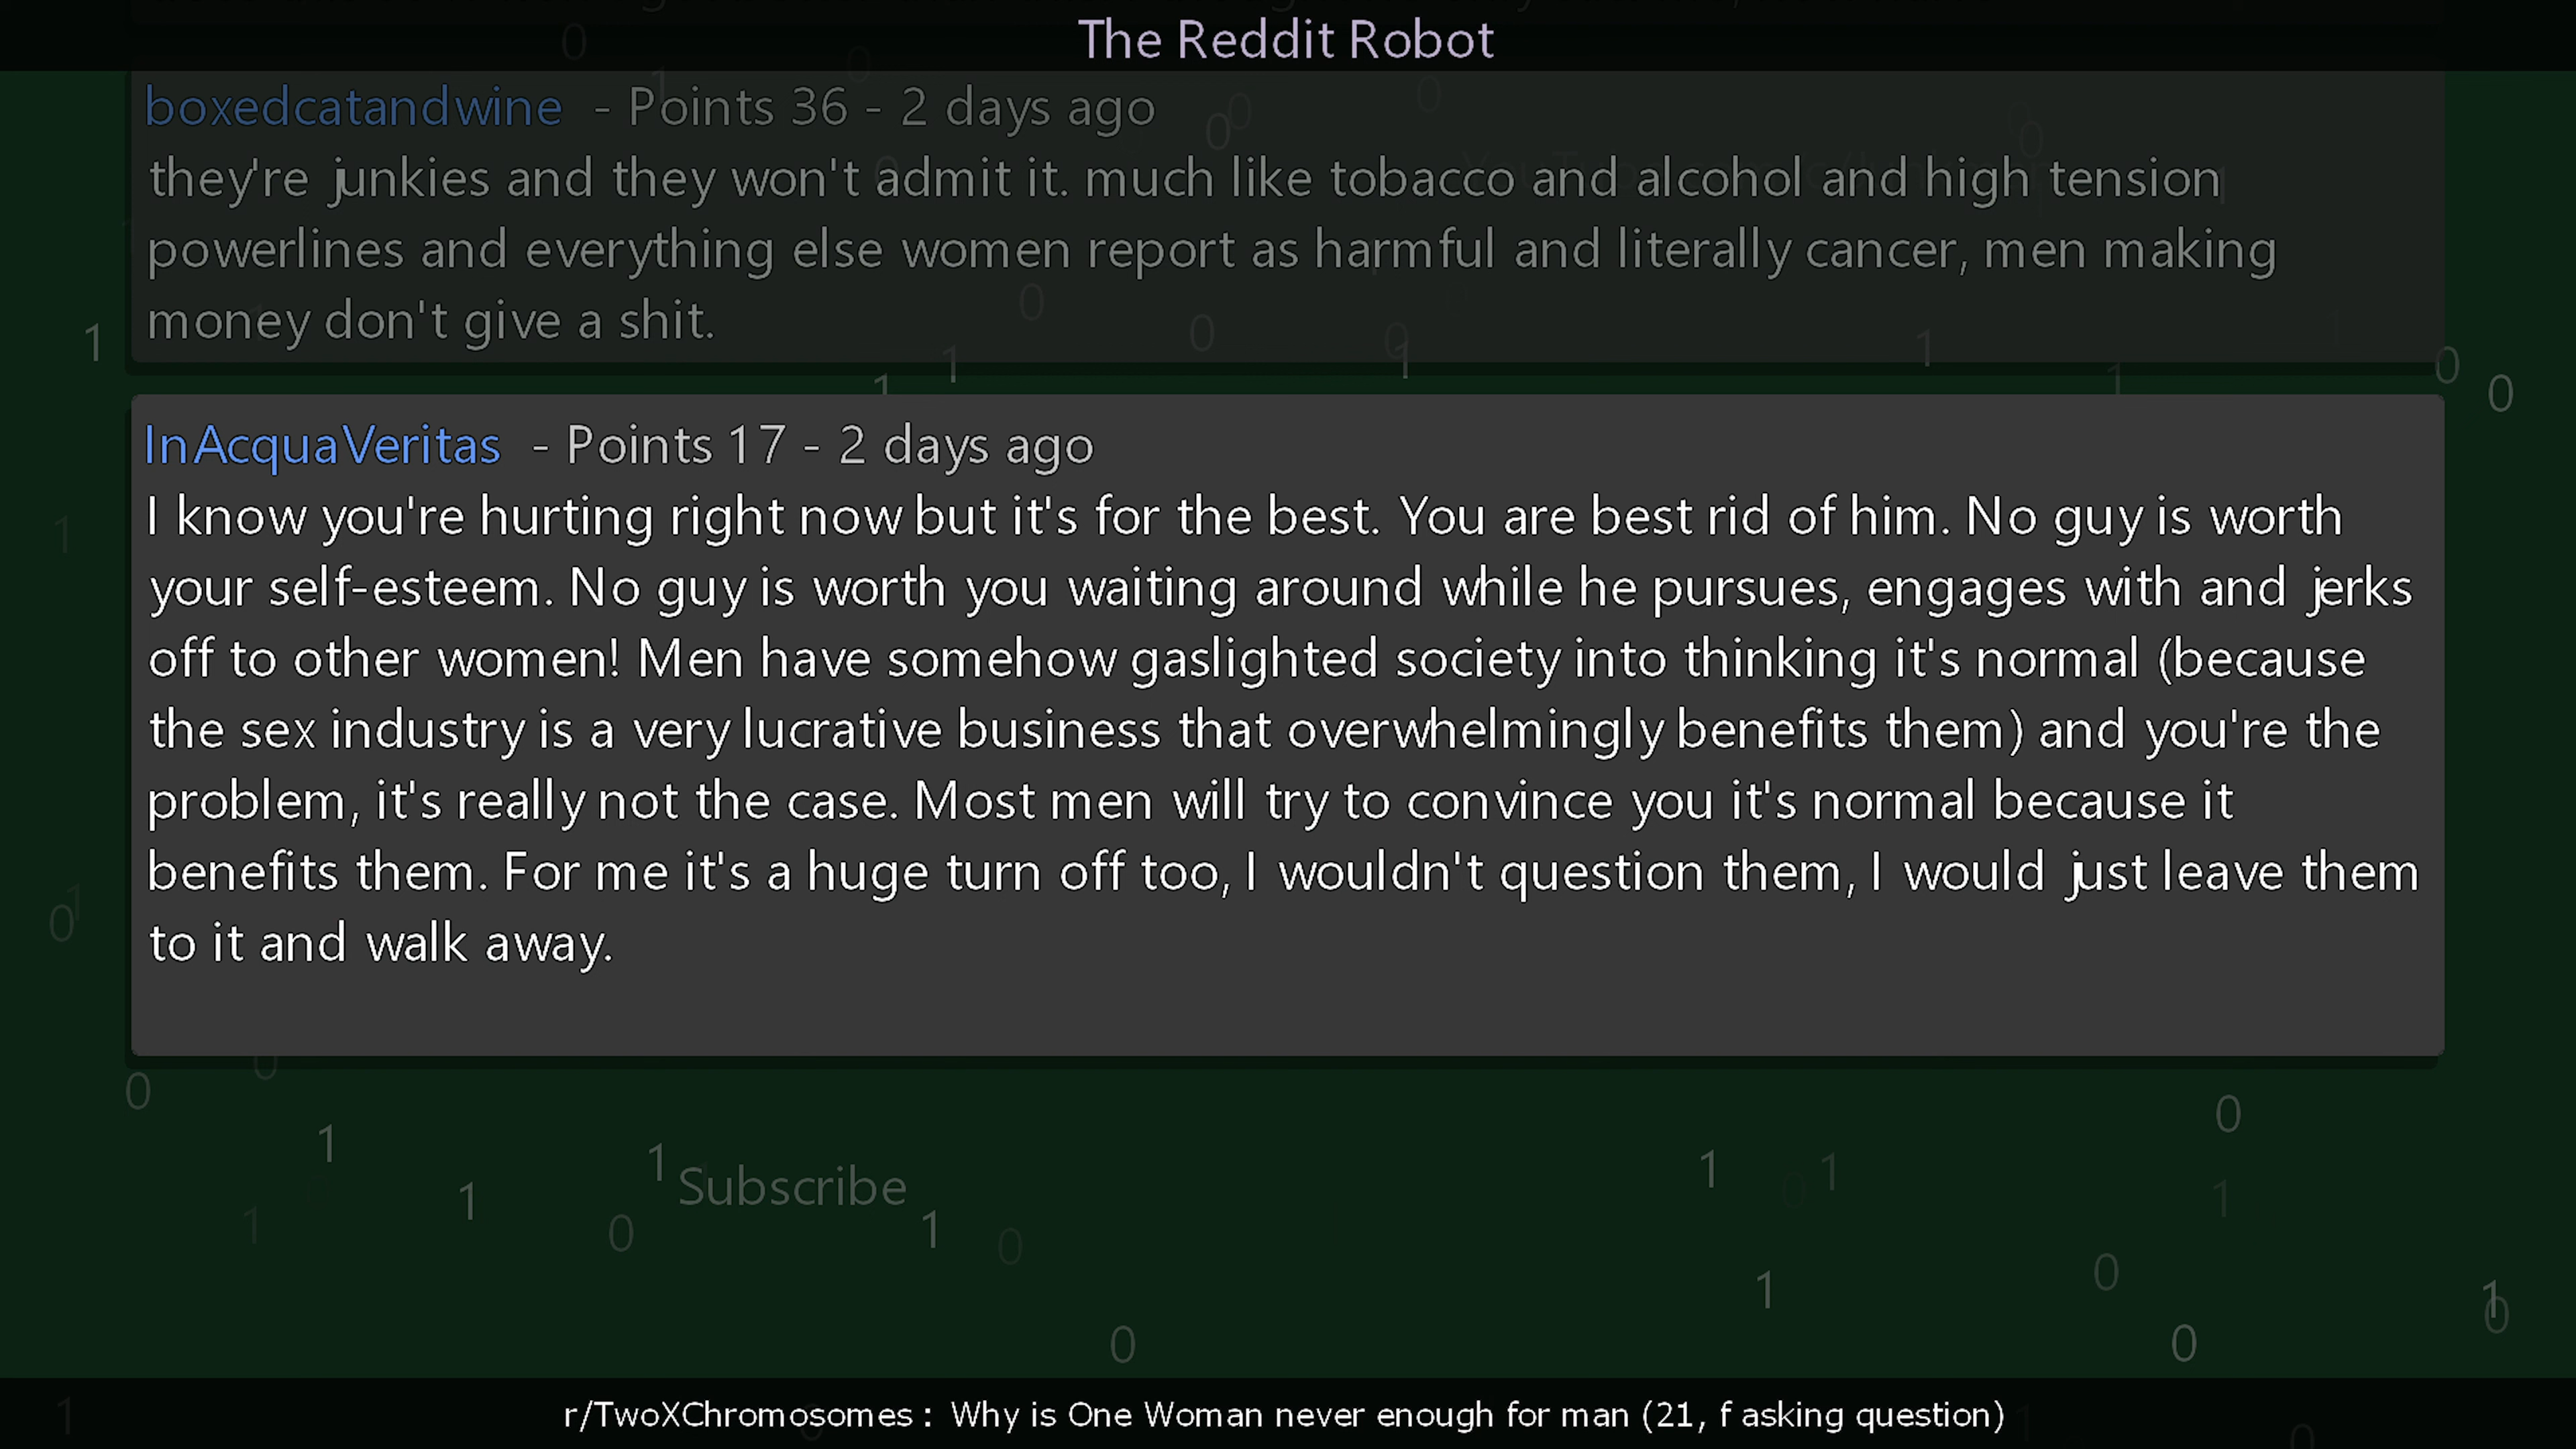 The Reddit Robot
boxedcatandwine - Points 36 - 2 days ago
they're junkies and they won't admit it. much like tobacco and alcohol and high tension
powerlines and everything else women report as harmful and literally cancer, men making
money don't give a shit.
InAcquaVeritas - Points 17 - 2 days ago
I know you're hurting right now but it's for the best. You are best rid of him. No guy is worth
your self-esteem. No guy is worth you waiting around while he pursues, engages with and jerks
off to other women! Men have somehow gaslighted society into thinking it's normal (because
the sex industry is a very lucrative business that overwhelmingly benefits them) and you're the
problem, it's really not the case. Most men will try to convince you it's normal because it
benefits them. For me it's a huge turn off too, I wouldn't question them, I would just leave them
to it and walk away.
Subscribe
r/TwoXChromosomes : Why is One Woman never enough for man (21, f asking question)